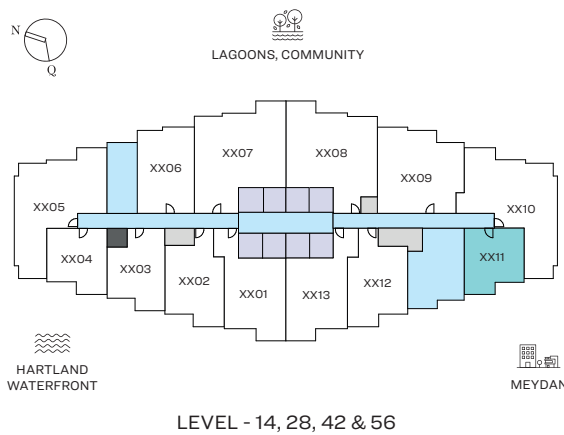 N
Q
LAGOONS, COMMUNITY
XX07
XX08
XX06
XX09
XX05
XX10
XX04
XX03
XX02
XX01
XX13
XX12
XX11
HARTLAND
WATERFRONT
MEYDAN
LEVEL - 14, 28, 42 & 56